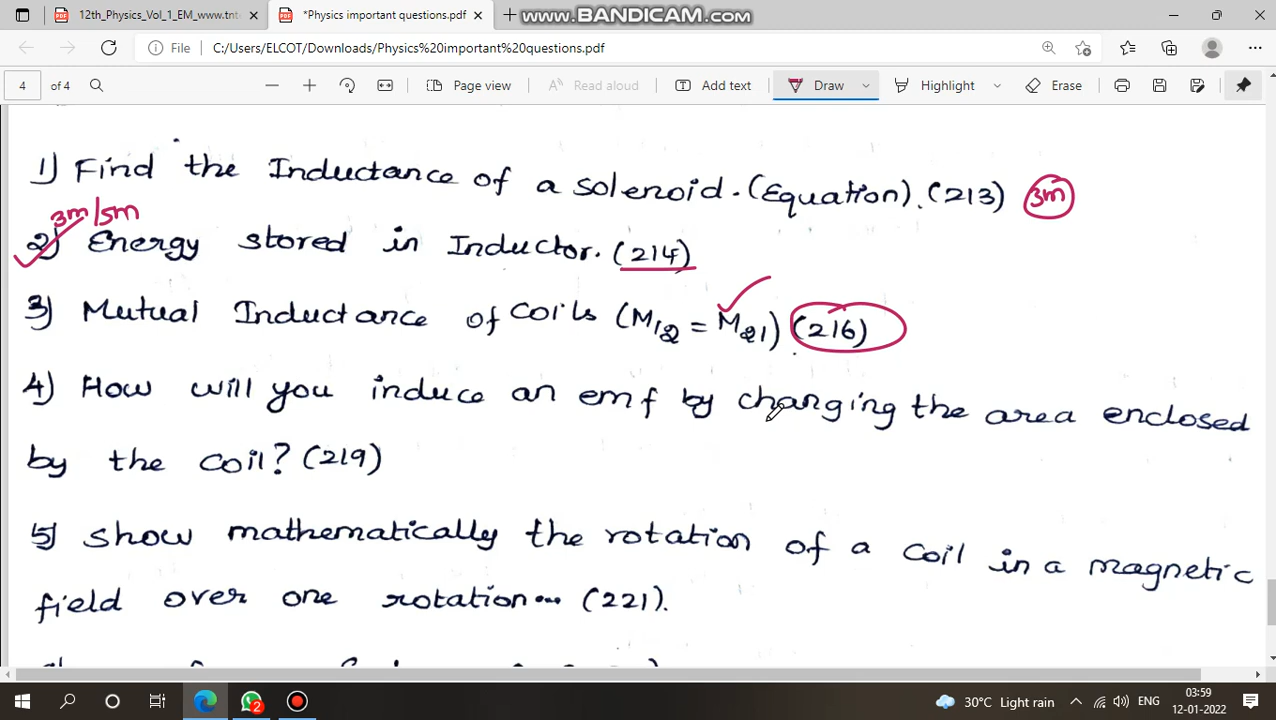 www.BANDICAM.com
12th_Physics_Vol_1_EM_www.tnt
*Physics important questions.pdf
File C:/Users/ELCOT/Downloads/Physics%20important%20questions.pdf
4 of 4 Page view Read aloud Add text Draw Highlight Erase
1) Find the Inductance of a solenoid. (Equation). (213) 3m
3m/5m
2) Energy stored in Inductor. (214)
3) Mutual Inductance of coils (M12 = M21) (216)
4) How will you induce an emf by changing the area enclosed
by the coil? (219)
5) show mathematically the rotation of a coil in a magnetic
field over one rotation... (221).
2
30°C Light rain ENG 03:59
12-01-2022